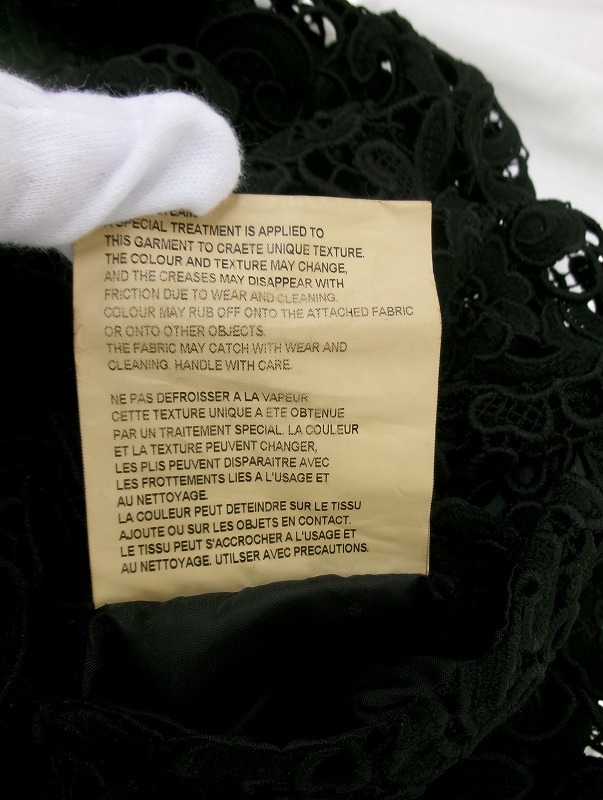 STEAM.
A SPECIAL TREATMENT IS APPLIED TO
THIS GARMENT TO CRAETE UNIQUE TEXTURE.
THE COLOUR AND TEXTURE MAY CHANGE,
AND THE CREASES MAY DISAPPEAR WITH
FRICTION DUE TO WEAR AND CLEANING.
COLOUR MAY RUB OFF ONTO THE ATTACHED FABRIC
OR ONTO OTHER OBJECTS.
THE FABRIC MAY CATCH WITH WEAR AND
CLEANING. HANDLE WITH CARE.
NE PAS DEFROISSER A LA VAPEUR
CETTE TEXTURE UNIQUE A ETE OBTENUE
PAR UN TRAITEMENT SPECIAL. LA COULEUR
ET LA TEXTURE PEUVENT CHANGER,
LES PLIS PEUVENT DISPARAITRE AVEC
LES FROTTEMENTS LIES A L'USAGE ET
AU NETTOYAGE.
LA COULEUR PEUT DETEINDRE SUR LE TISSU
AJOUTE OU SUR LES OBJETS EN CONTACT.
LE TISSU PEUT S'ACCROCHER A L'USAGE ET
AU NETTOYAGE. UTILSER AVEC PRECAUTIONS.